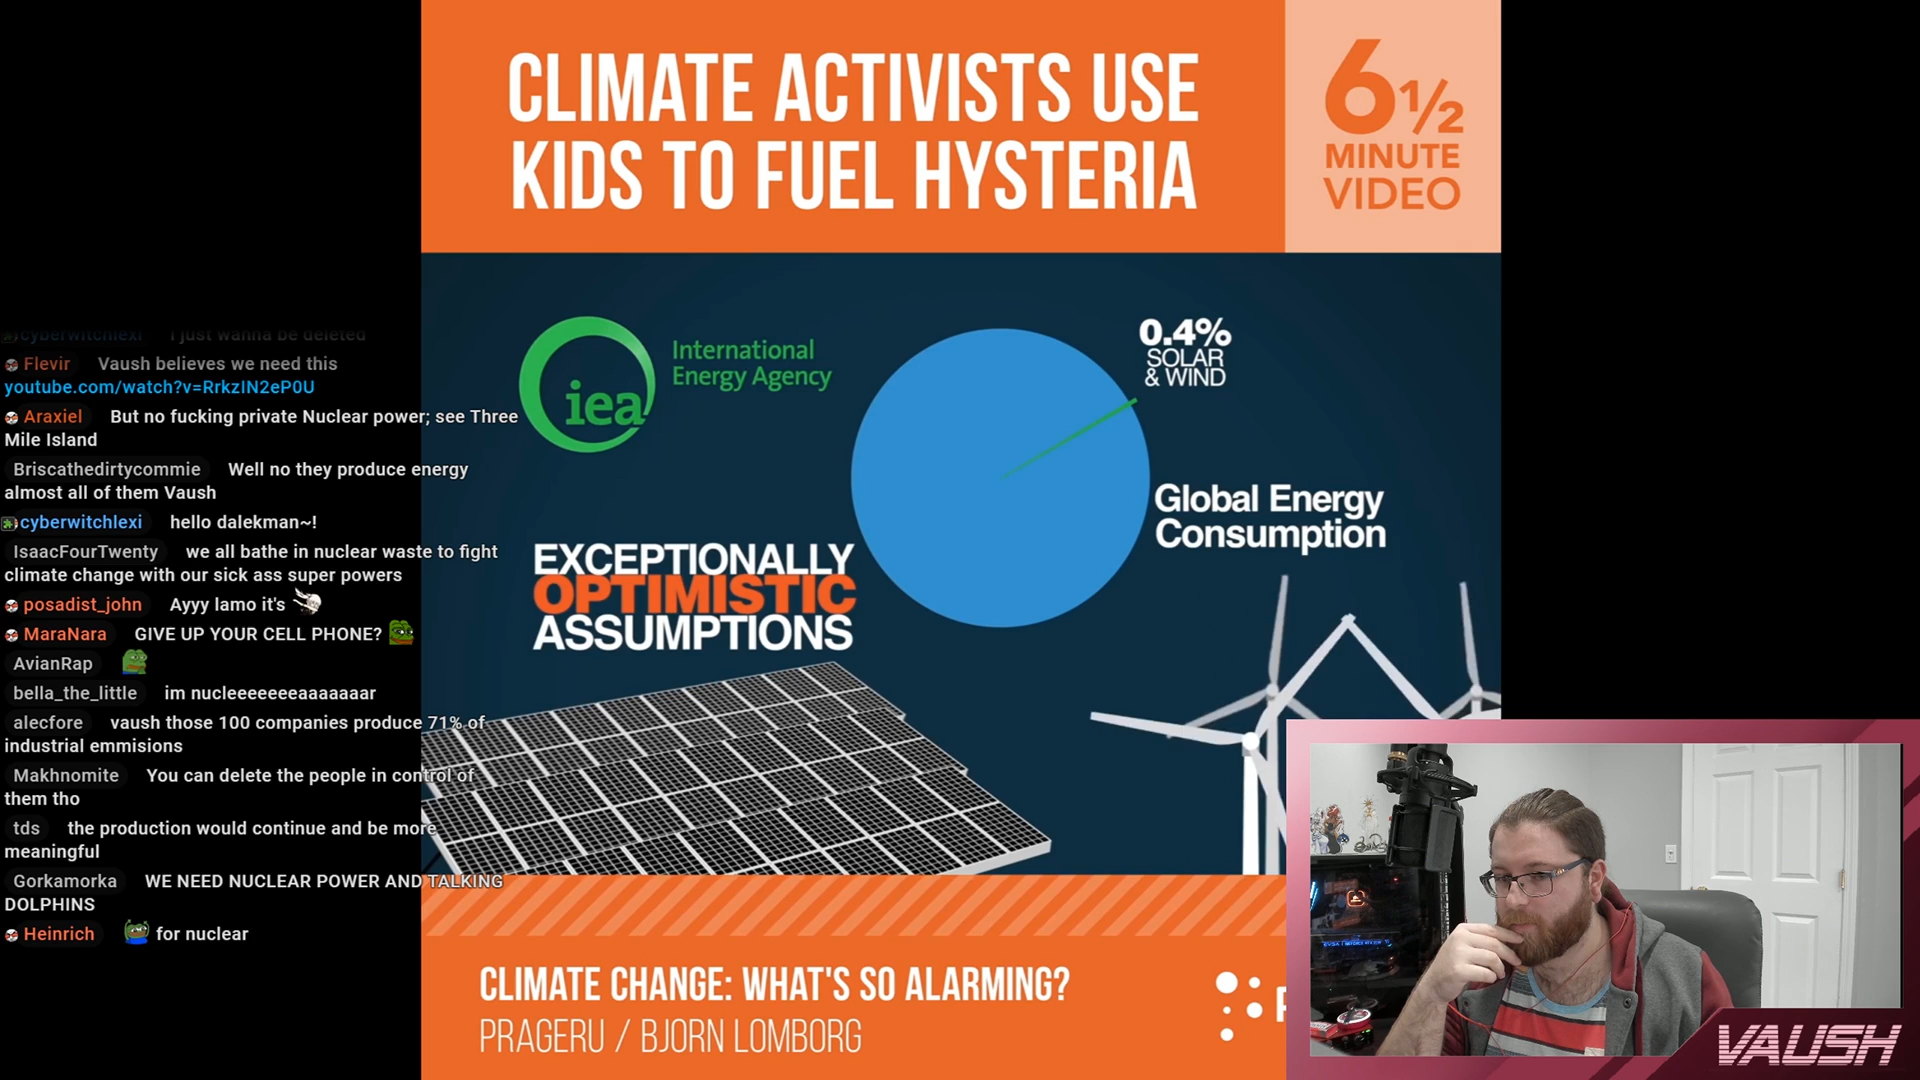 CLIMATE ACTIVISTS USE
KIDS TO FUEL HYSTERIA
6½
MINUTE
VIDEO
iea
International
Energy Agency
0.4%
SOLAR
& WIND
Global Energy
Consumption
EXCEPTIONALLY
OPTIMISTIC
ASSUMPTIONS
CLIMATE CHANGE: WHAT'S SO ALARMING?
PRAGERU / BJORN LOMBORG
P
cyberwitchlexi I just wanna be deleted
Flevir Vaush believes we need this
youtube.com/watch?v=RrkzIN2eP0U
Araxiel But no fucking private Nuclear power; see Three
Mile Island
Briscathedirtycommie Well no they produce energy
almost all of them Vaush
cyberwitchlexi hello dalekman~!
IsaacFourTwenty we all bathe in nuclear waste to fight
climate change with our sick ass super powers
posadist_john Ayyy lamo it's
MaraNara GIVE UP YOUR CELL PHONE?
AvianRap
bella_the_little im nucleeeeeeaaaaaaar
alecfore vaush those 100 companies produce 71% of
industrial emmisions
Makhnomite You can delete the people in control of
them tho
tds the production would continue and be more
meaningful
Gorkamorka WE NEED NUCLEAR POWER AND TALKING
DOLPHINS
Heinrich for nuclear
VAUSH